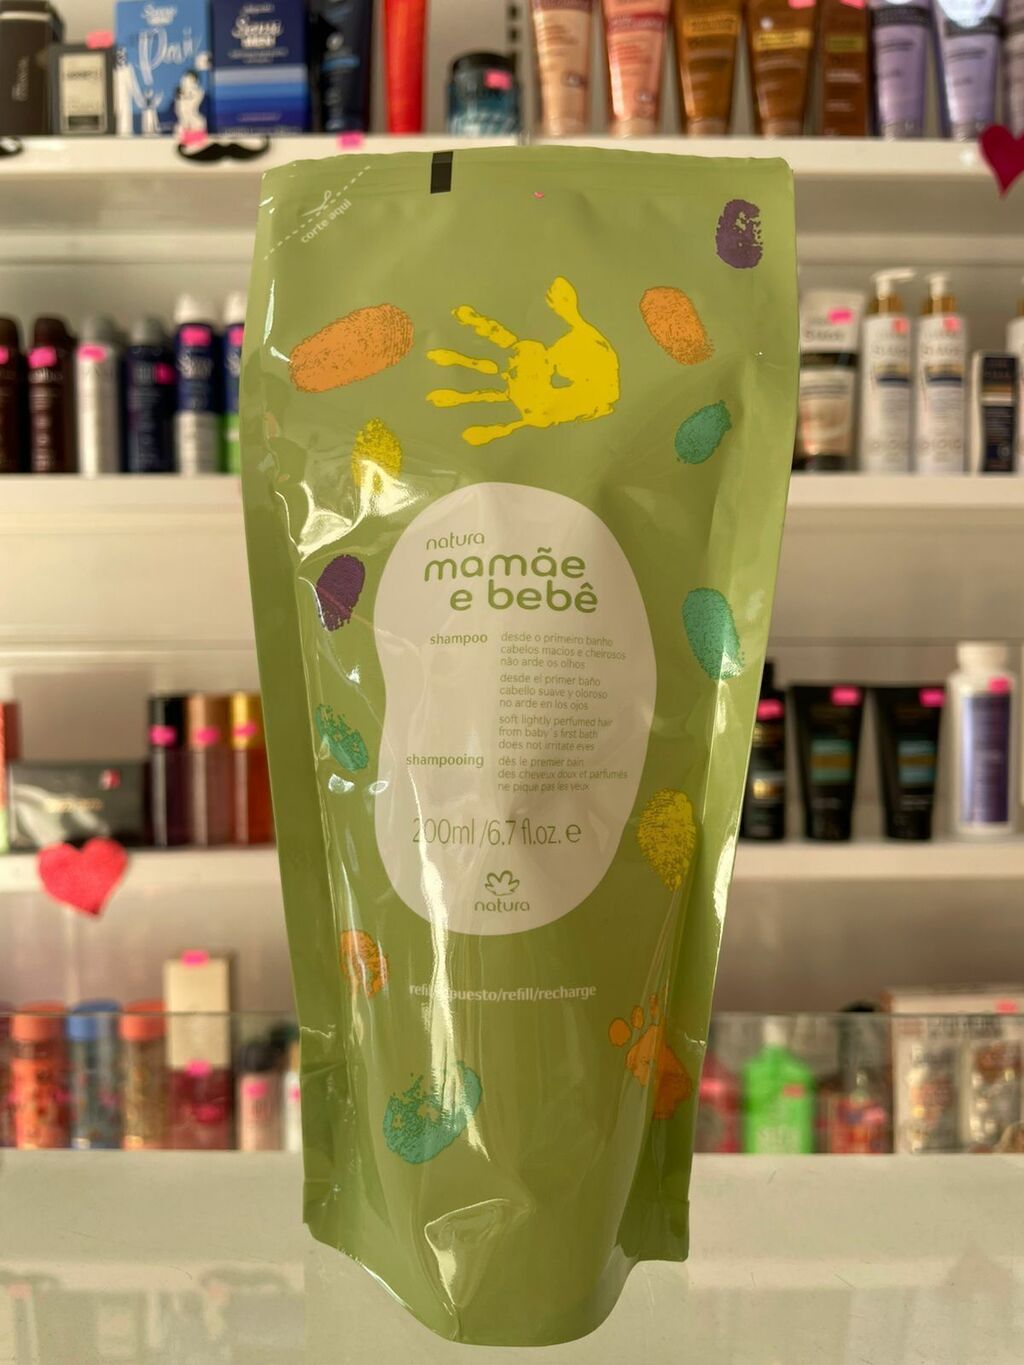 corte aqui
natura
mamãe
e bebê
shampoo
desde o primeiro banho
cabelos macios e cheirosos
não arde os olhos
desde el primer baño
cabello suave y oloroso
no arde en los ojos
soft lightly perfumed hair
from baby´s first bath
does not irritate eyes
shampooing
dès le premier bain
des cheveux doux et parfumés
ne pique pas les yeux
200ml/6.7 fl.oz. e
natura
/refill/recharge